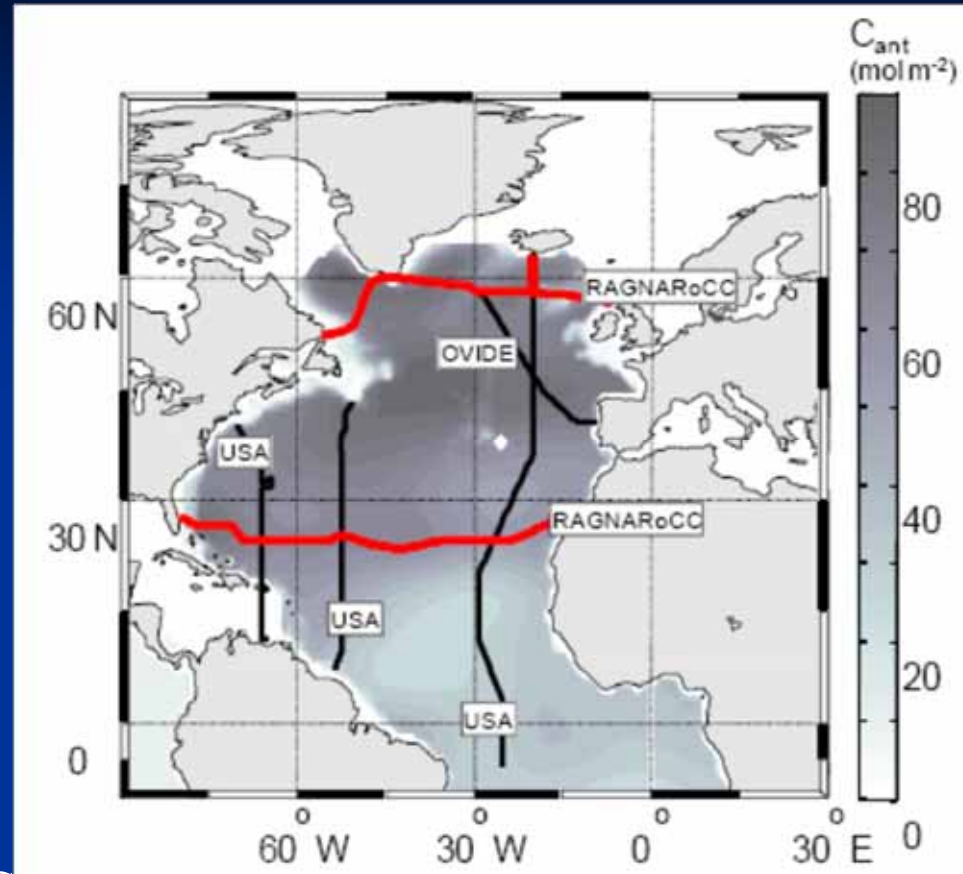 C_ant
(mol m⁻²)
80
60
40
20
0
60 N
30 N
0
RAGNARoCC
OVIDE
USA
RAGNARoCC
USA
USA
o o o o
60 W 30 W 0 30 E